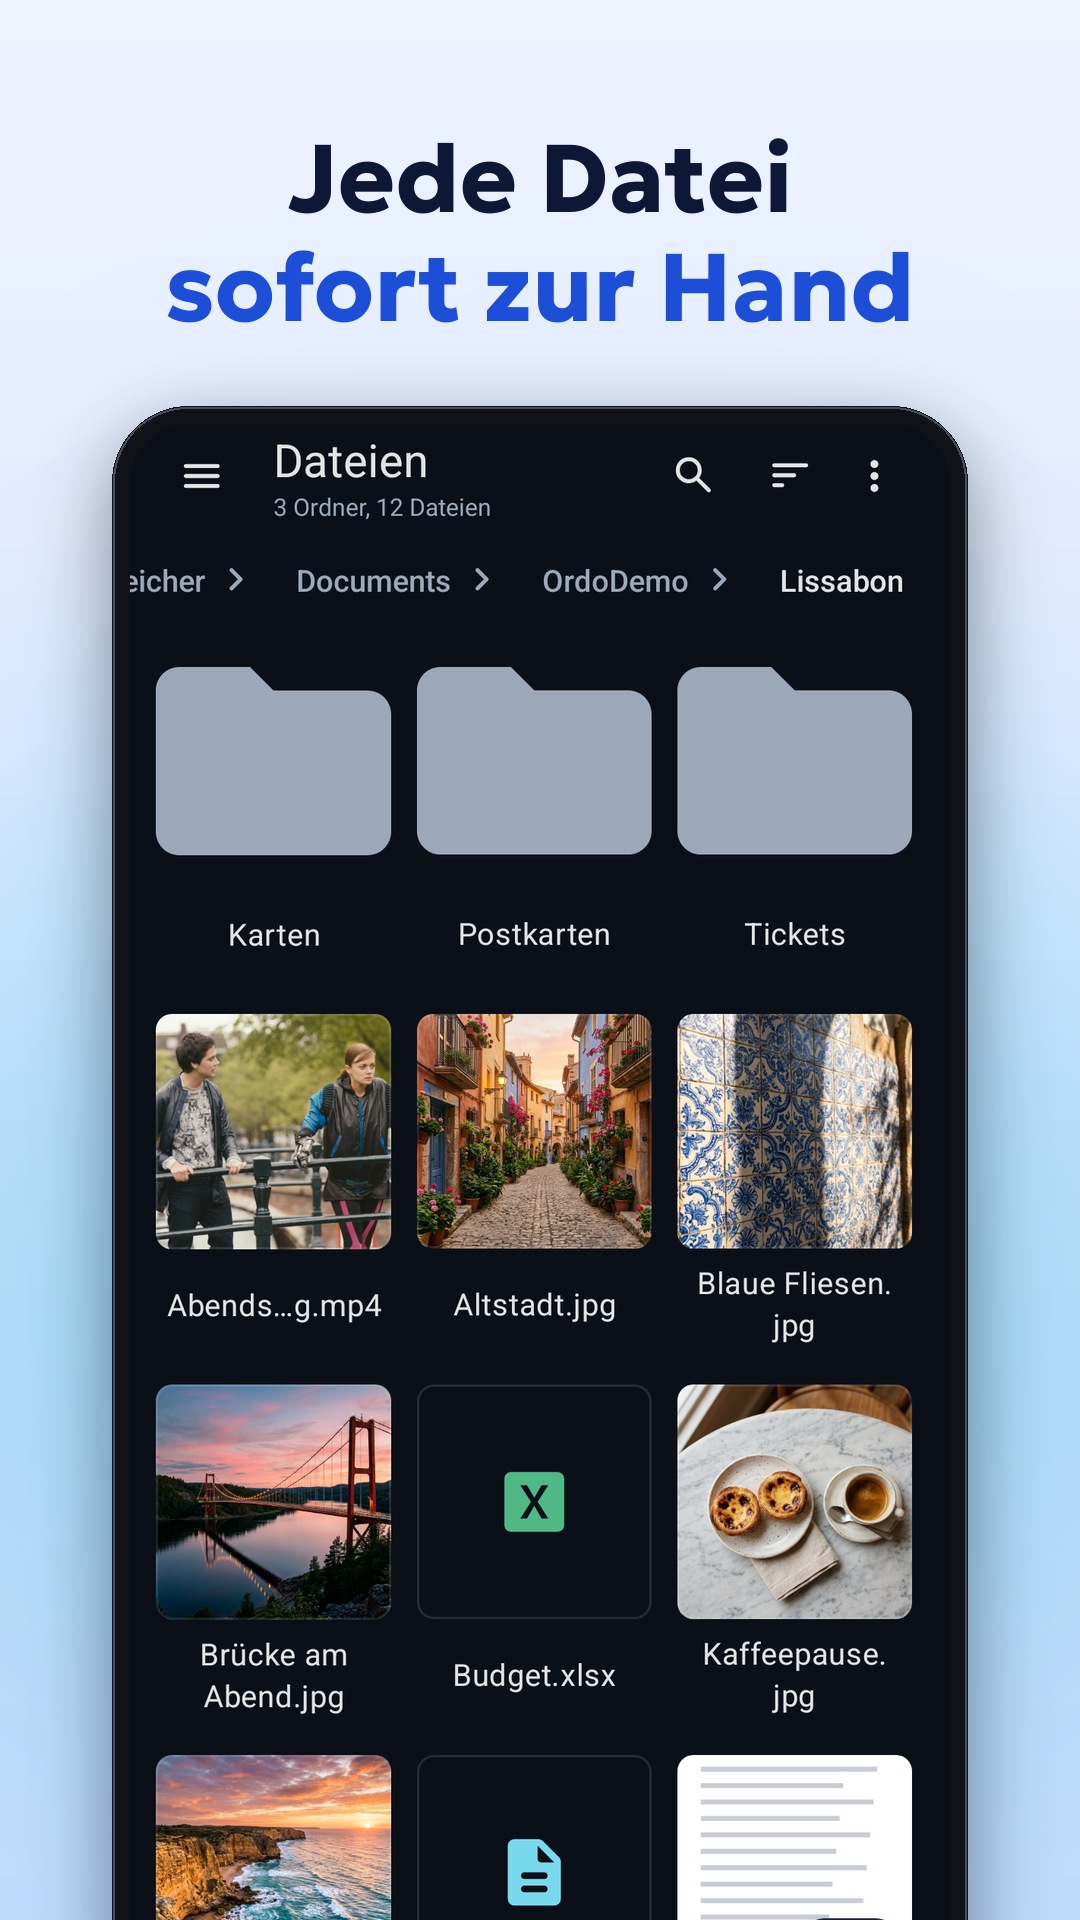 Jede Datei
sofort zur Hand
Dateien
3 Ordner, 12 Dateien
eicher > Documents > OrdoDemo > Lissabon
Karten
Postkarten
Tickets
Abends...g.mp4
Altstadt.jpg
Blaue Fliesen.
jpg
Brücke am
Abend.jpg
X
Budget.xlsx
Kaffeepause.
jpg